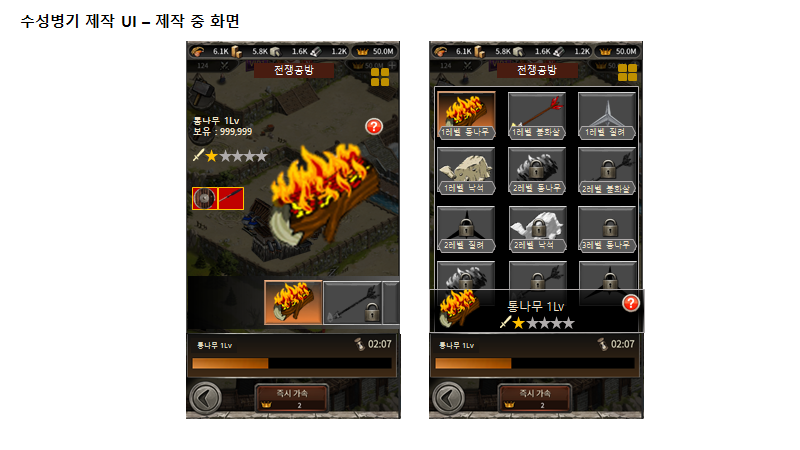 수성병기 제작 UI – 제작 중 화면
6.1K 5.8K 1.6K 1.2K 50.0M
전쟁공방
통나무 1Lv
보유 : 999,999
?
통나무 1Lv
02:07
즉시 가속
2
6.1K 5.8K 1.6K 1.2K 50.0M
전쟁공방
1레벨 통나무 1레벨 불화살 1레벨 질려
1레벨 낙석 2레벨 통나무 2레벨 불화살
2레벨 질려 2레벨 낙석 3레벨 통나무
통나무 1Lv
?
통나무 1Lv
02:07
즉시 가속
2